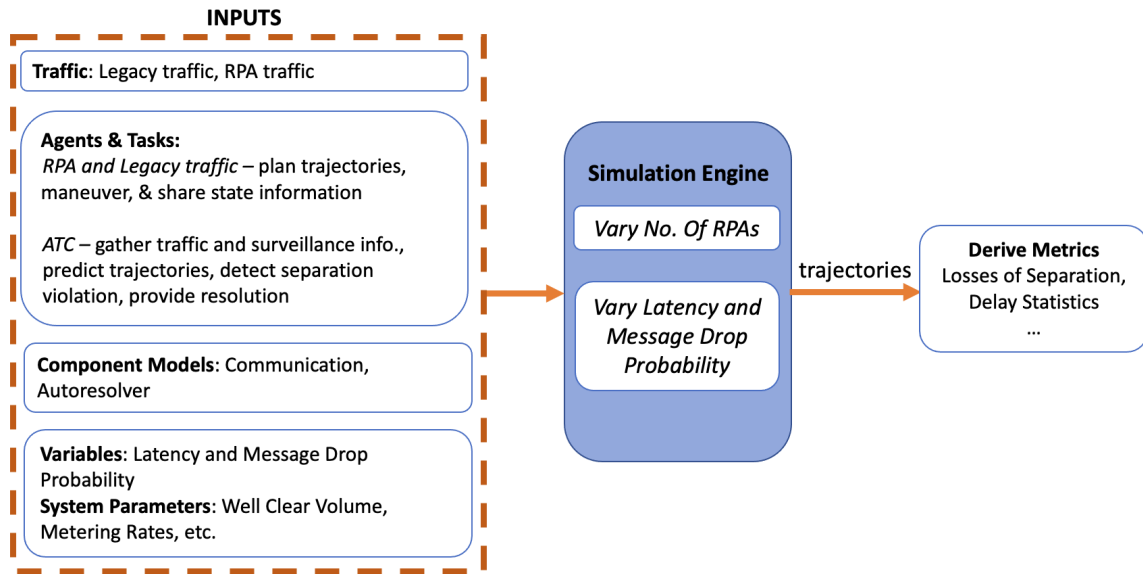 INPUTS
Traffic: Legacy traffic, RPA traffic
Agents & Tasks:
RPA and Legacy traffic – plan trajectories,
maneuver, & share state information
ATC – gather traffic and surveillance info.,
predict trajectories, detect separation
violation, provide resolution
Component Models: Communication,
Autoresolver
Variables: Latency and Message Drop
Probability
System Parameters: Well Clear Volume,
Metering Rates, etc.
Simulation Engine
Vary No. Of RPAs
Vary Latency and
Message Drop
Probability
trajectories
Derive Metrics
Losses of Separation,
Delay Statistics
…